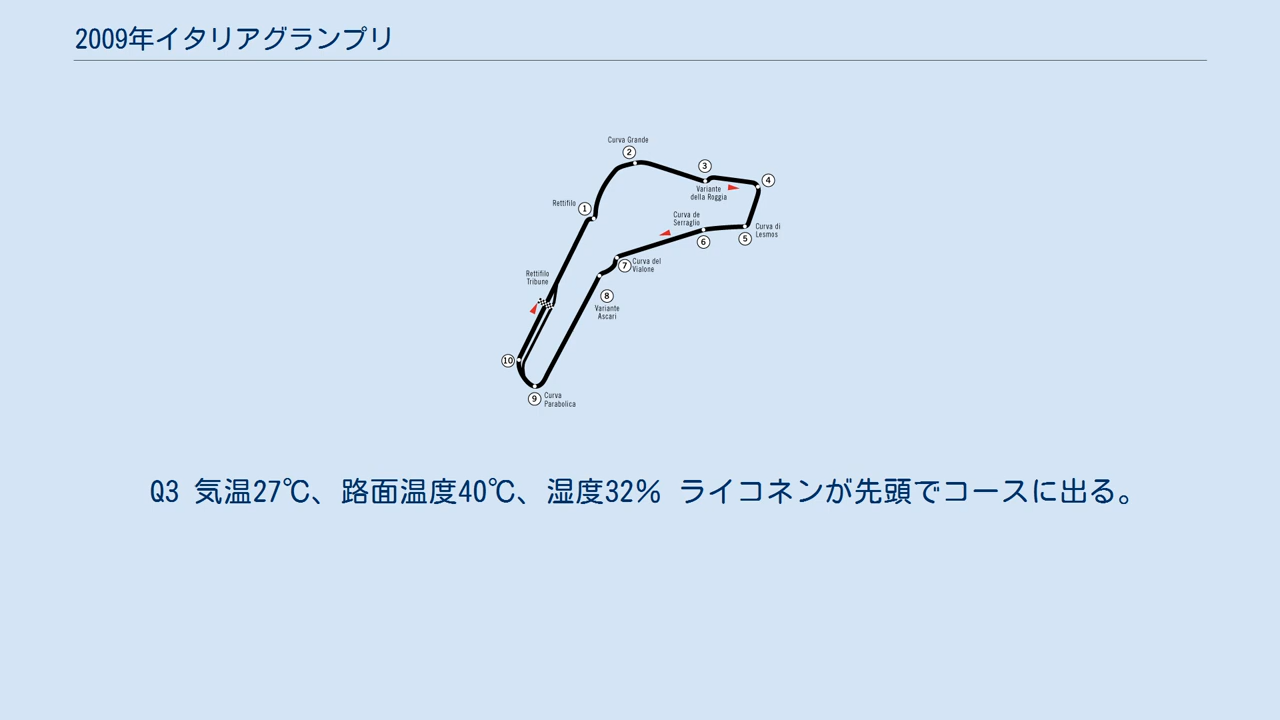 2009年イタリアグランプリ
Curva Grande
2
3
4
Variante
della Roggia
Rettifilo
1
Curva de
Serraglio
6
5
Curva di
Lesmos
7
Curva del
Vialone
Rettifilo
Tribune
8
Variante
Ascari
10
9
Curva
Parabolica
Q3 気温27℃、路面温度40℃、湿度32% ライコネンが先頭でコースに出る。